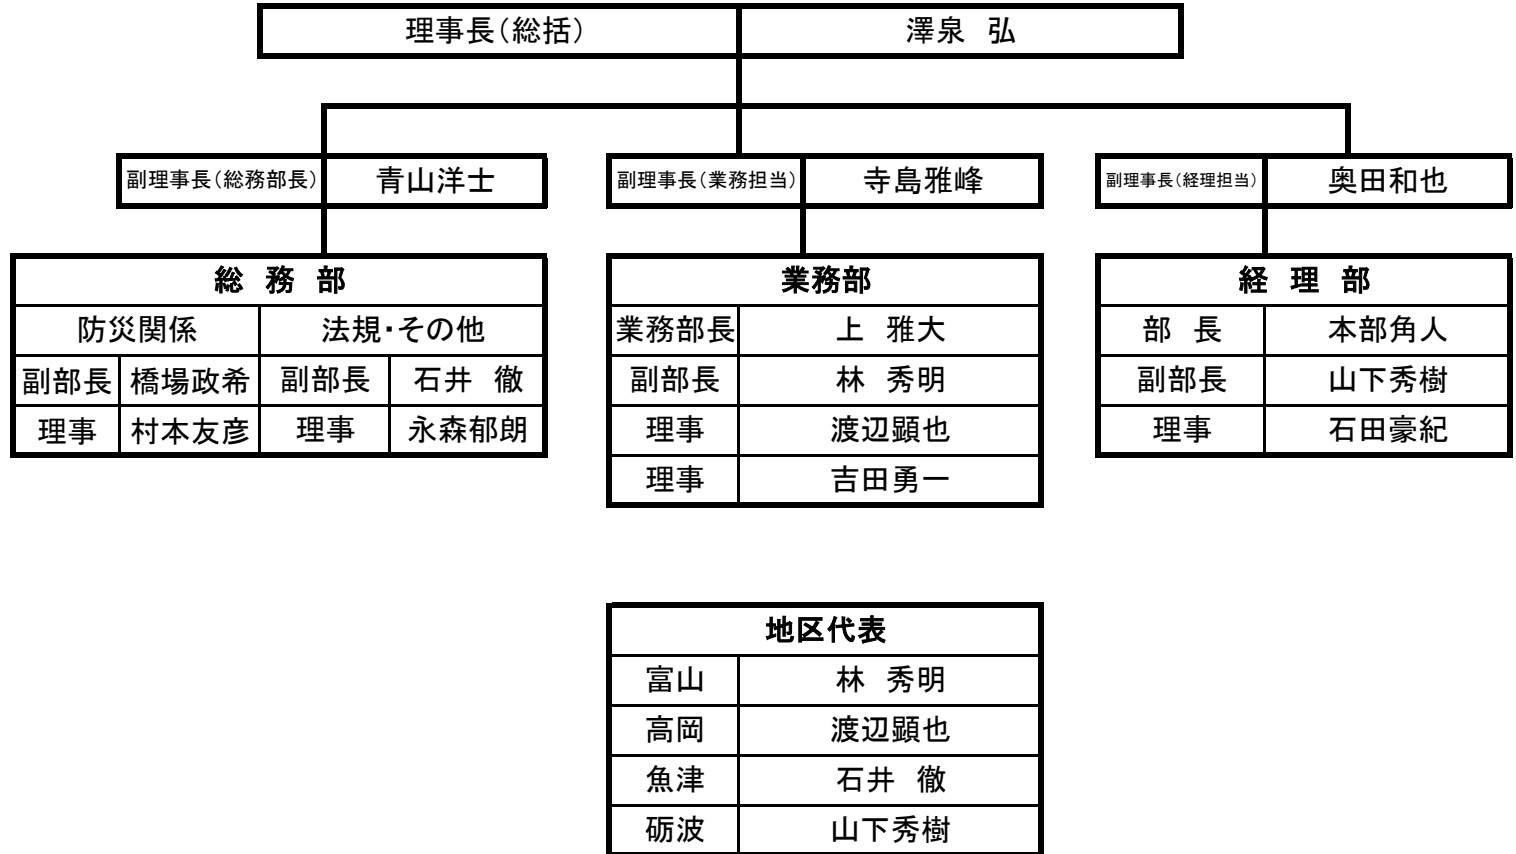 理事長(総括) 澤泉 弘
副理事長(総務部長) 青山洋士
副理事長(業務担当) 寺島雅峰
副理事長(経理担当) 奥田和也
総 務 部
防災関係 法規・その他
副部長 橋場政希 副部長 石井 徹
理事 村本友彦 理事 永森郁朗
業務部
業務部長 上 雅大
副部長 林 秀明
理事 渡辺顕也
理事 吉田勇一
経 理 部
部 長 本部角人
副部長 山下秀樹
理事 石田豪紀
地区代表
富山 林 秀明
高岡 渡辺顕也
魚津 石井 徹
砺波 山下秀樹